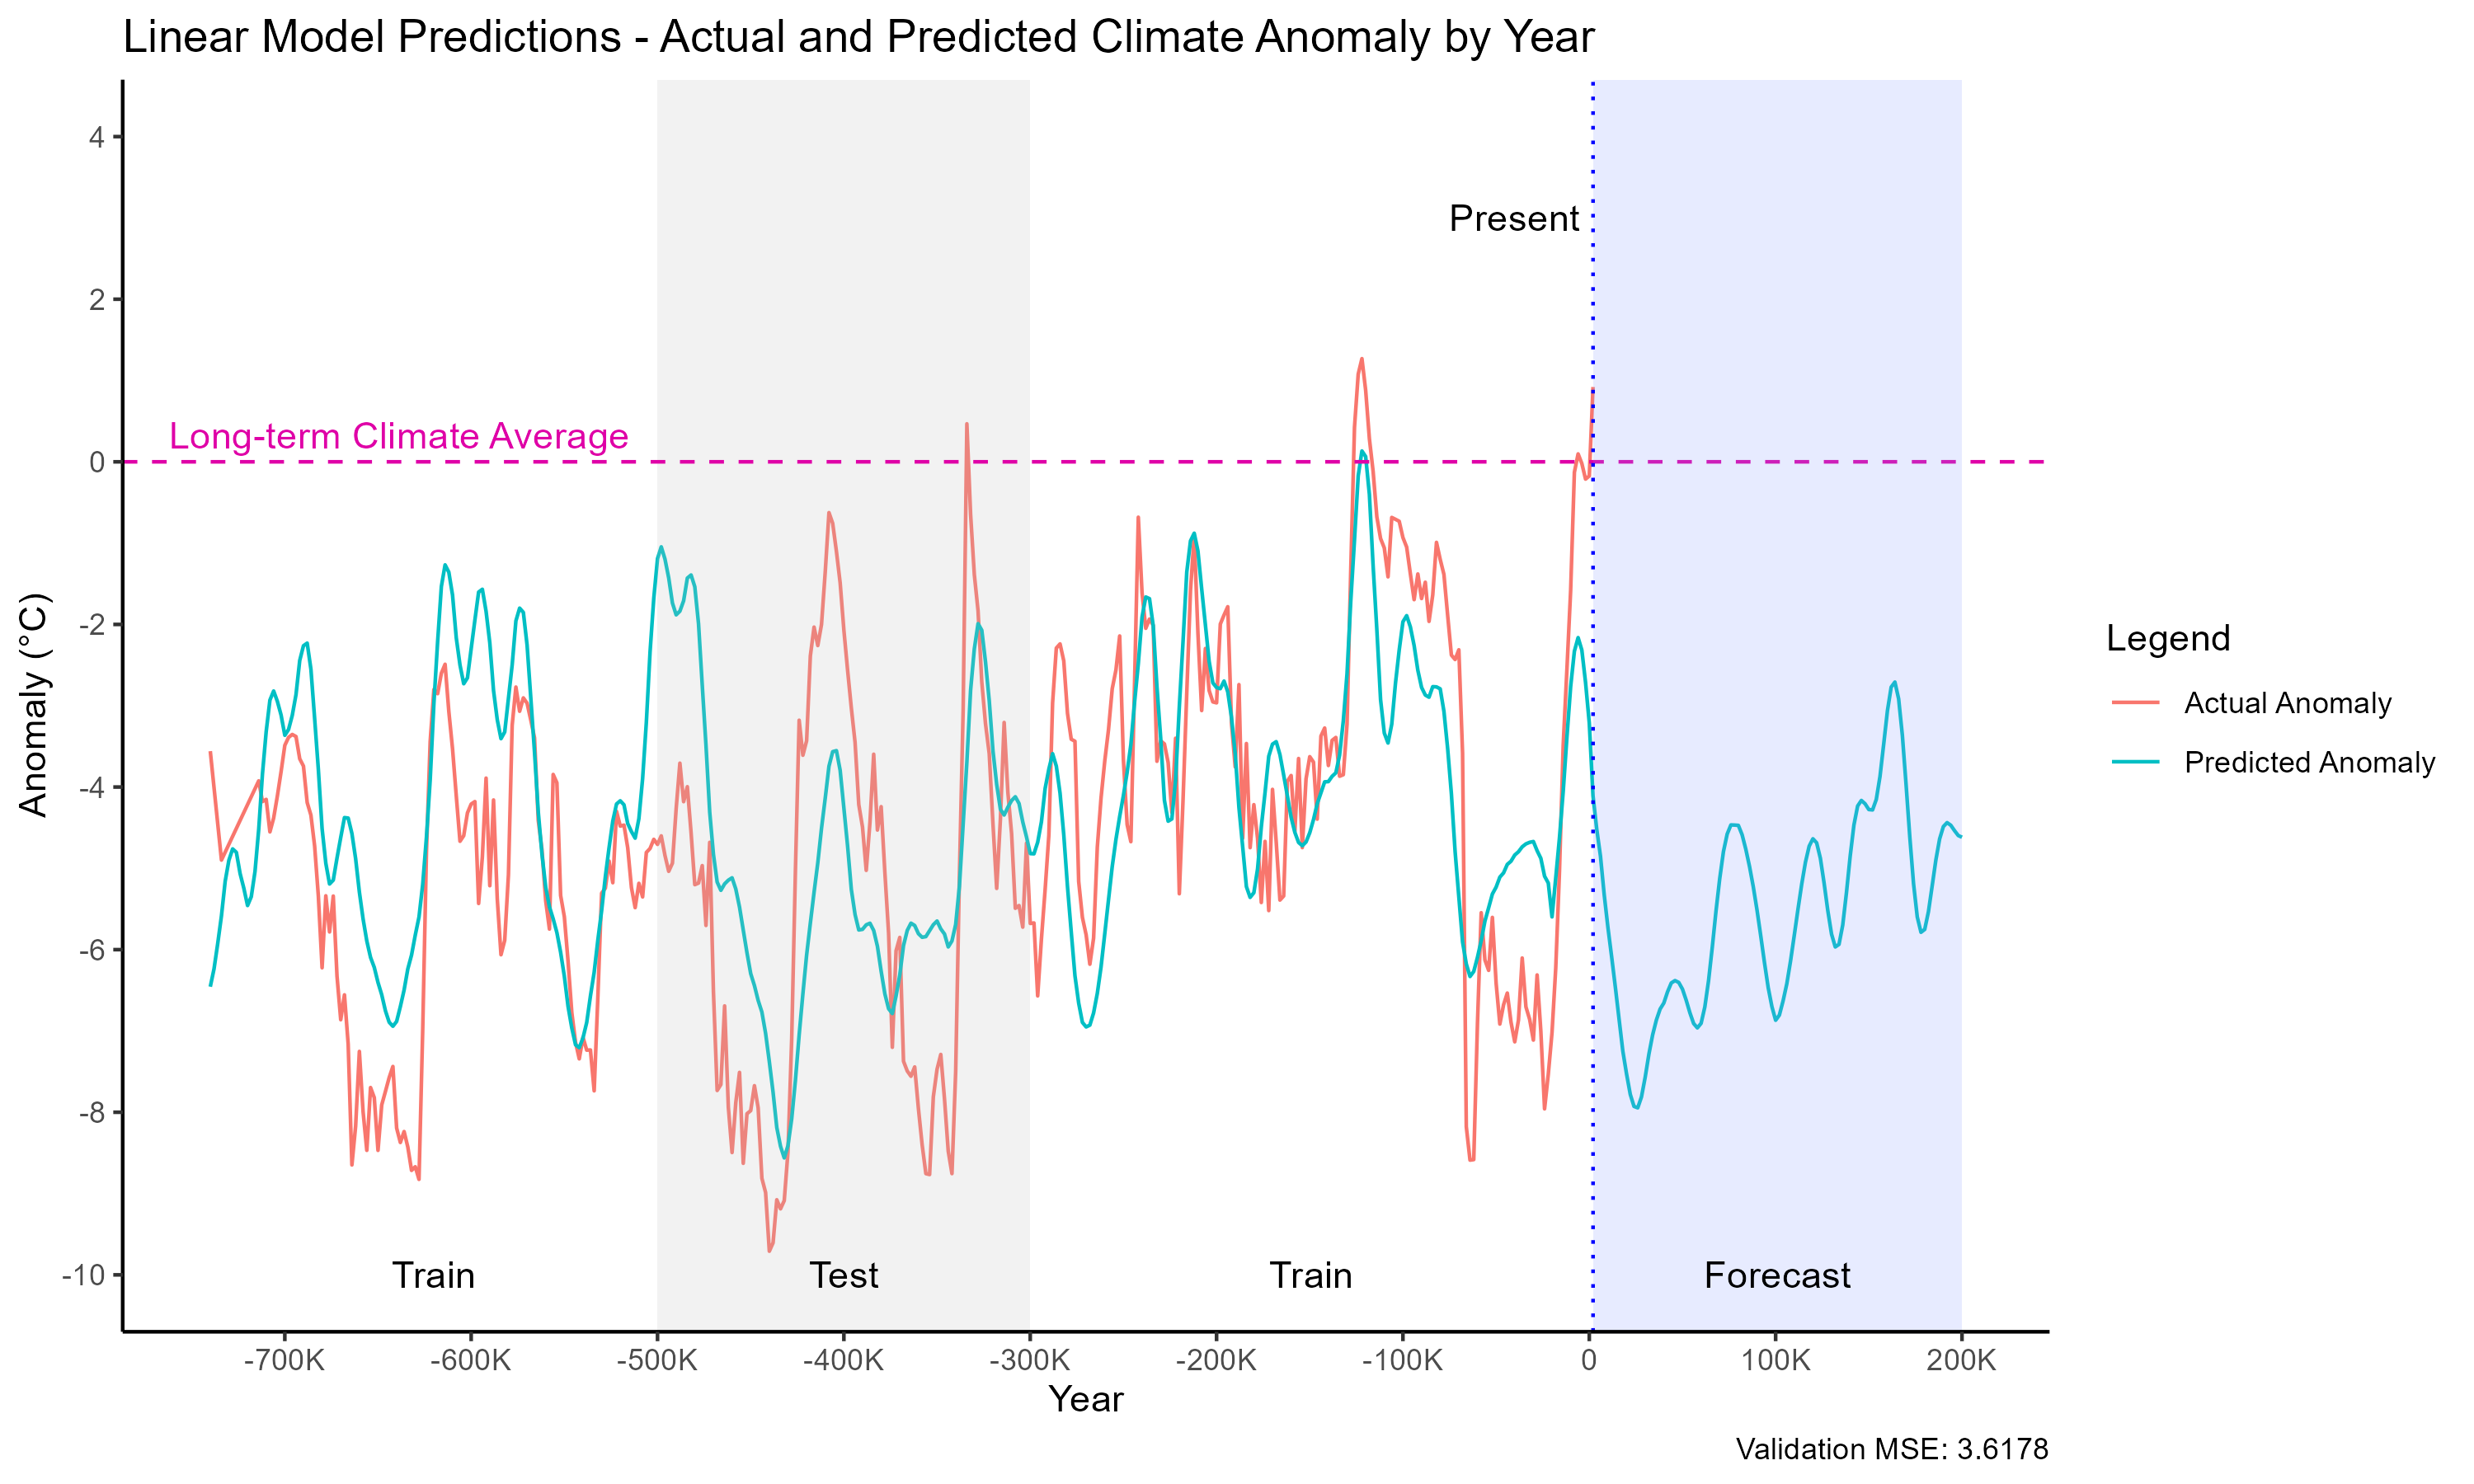 Linear Model Predictions - Actual and Predicted Climate Anomaly by Year
Anomaly (°C)
4
2
0
-2
-4
-6
-8
-10
Present
Long-term Climate Average
Train
Test
Train
Forecast
-700K
-600K
-500K
-400K
-300K
-200K
-100K
0
100K
200K
Year
Legend
Actual Anomaly
Predicted Anomaly
Validation MSE: 3.6178